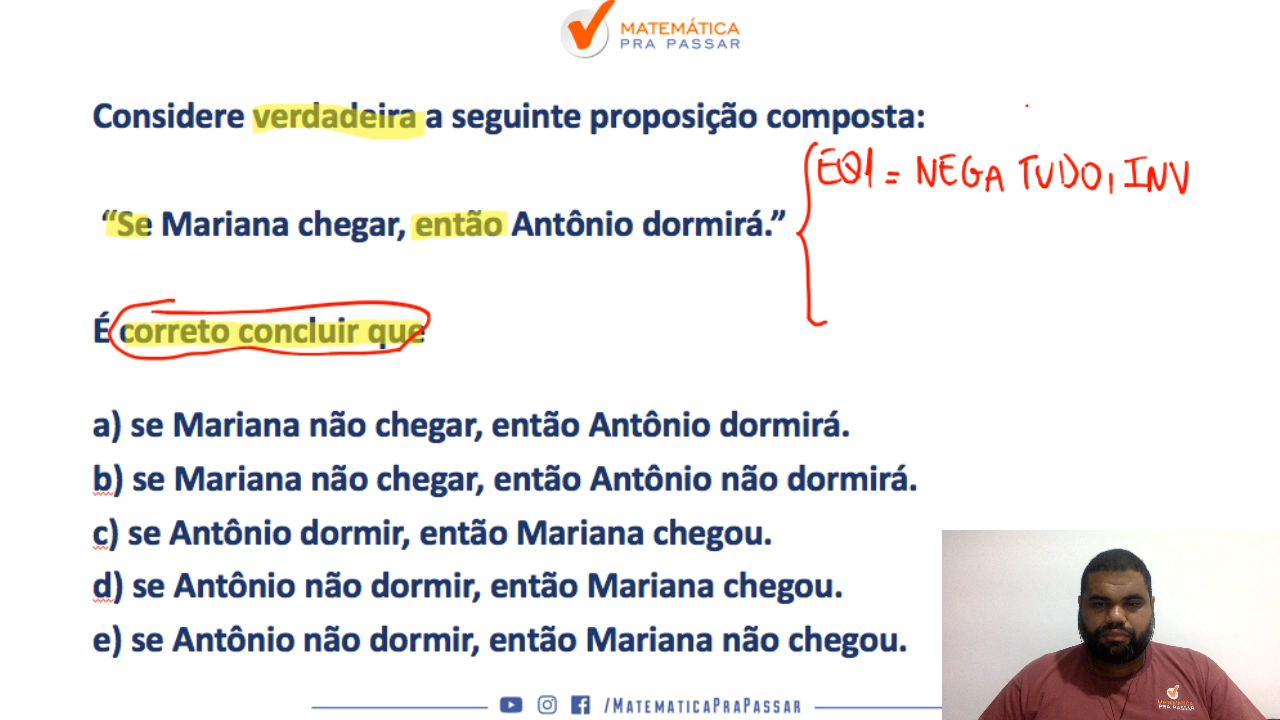 MATEMÁTICA
PRA PASSAR
Considere verdadeira a seguinte proposição composta:
EQ1 = NEGA TUDO, INV
“Se Mariana chegar, então Antônio dormirá.”
É correto concluir que
a) se Mariana não chegar, então Antônio dormirá.
b) se Mariana não chegar, então Antônio não dormirá.
c) se Antônio dormir, então Mariana chegou.
d) se Antônio não dormir, então Mariana chegou.
e) se Antônio não dormir, então Mariana não chegou.
MATEMÁTICA
PRA PASSAR
/MATEMATICAPRAPASSAR